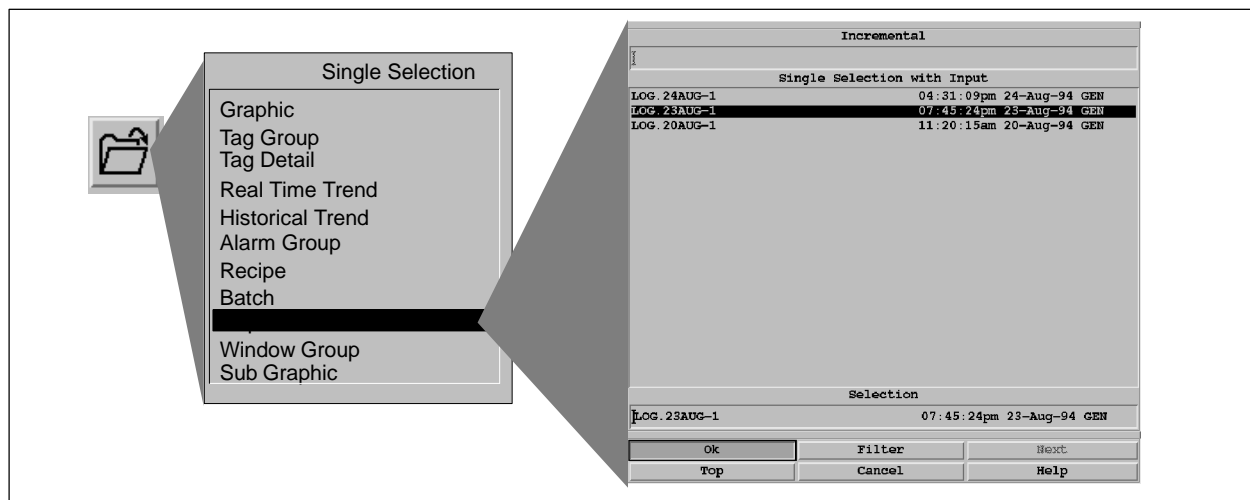 Single Selection
Graphic
Tag Group
Tag Detail
Real Time Trend
Historical Trend
Alarm Group
Recipe
Batch
Window Group
Sub Graphic
Incremental
Single Selection with Input
LOG.24AUG-1 04:31:09pm 24-Aug-94 GEN
LOG.23AUG-1 07:45:24pm 23-Aug-94 GEN
LOG.20AUG-1 11:20:15am 20-Aug-94 GEN
Selection
LOG.23AUG-1 07:45:24pm 23-Aug-94 GEN
Ok Filter Next
Top Cancel Help